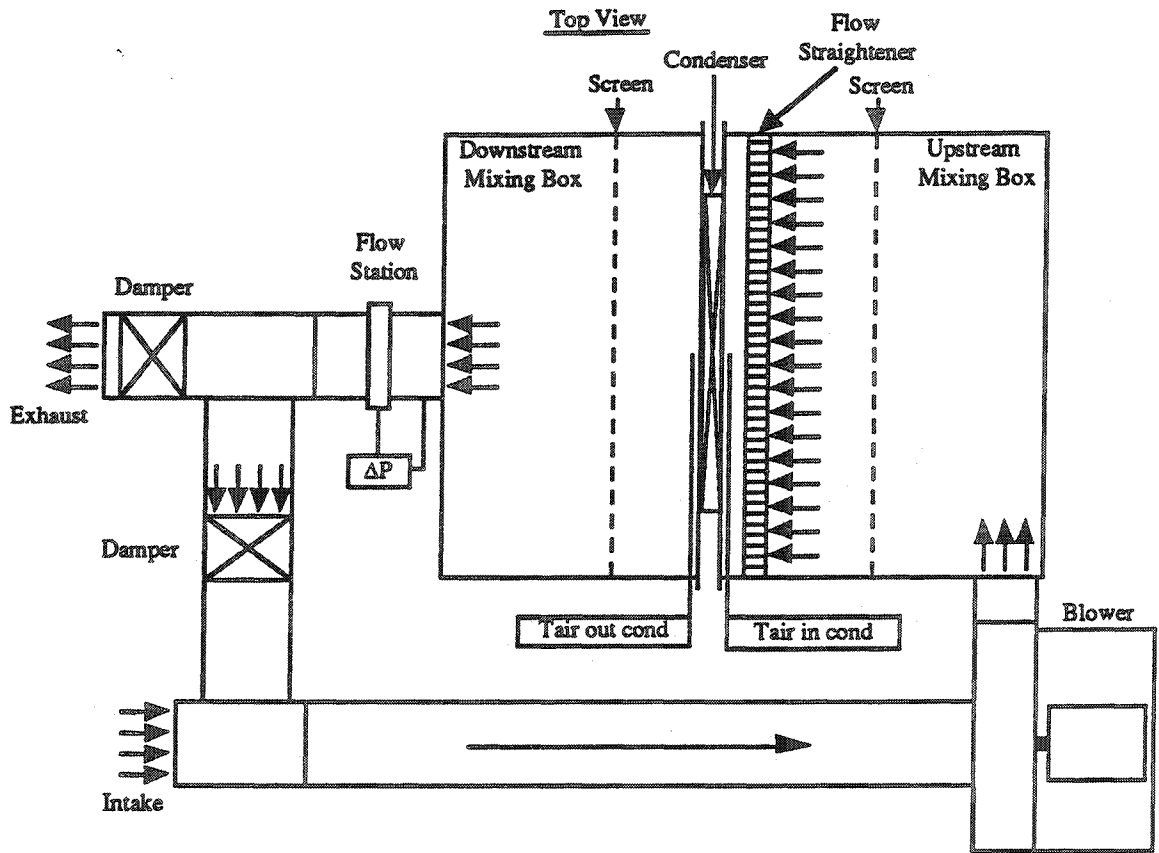 Top View
Flow
Straightener
Condenser
Screen
Screen
Downstream
Mixing Box
Upstream
Mixing Box
Flow
Station
Damper
Exhaust
ΔP
Damper
Tair out cond
Tair in cond
Blower
Intake